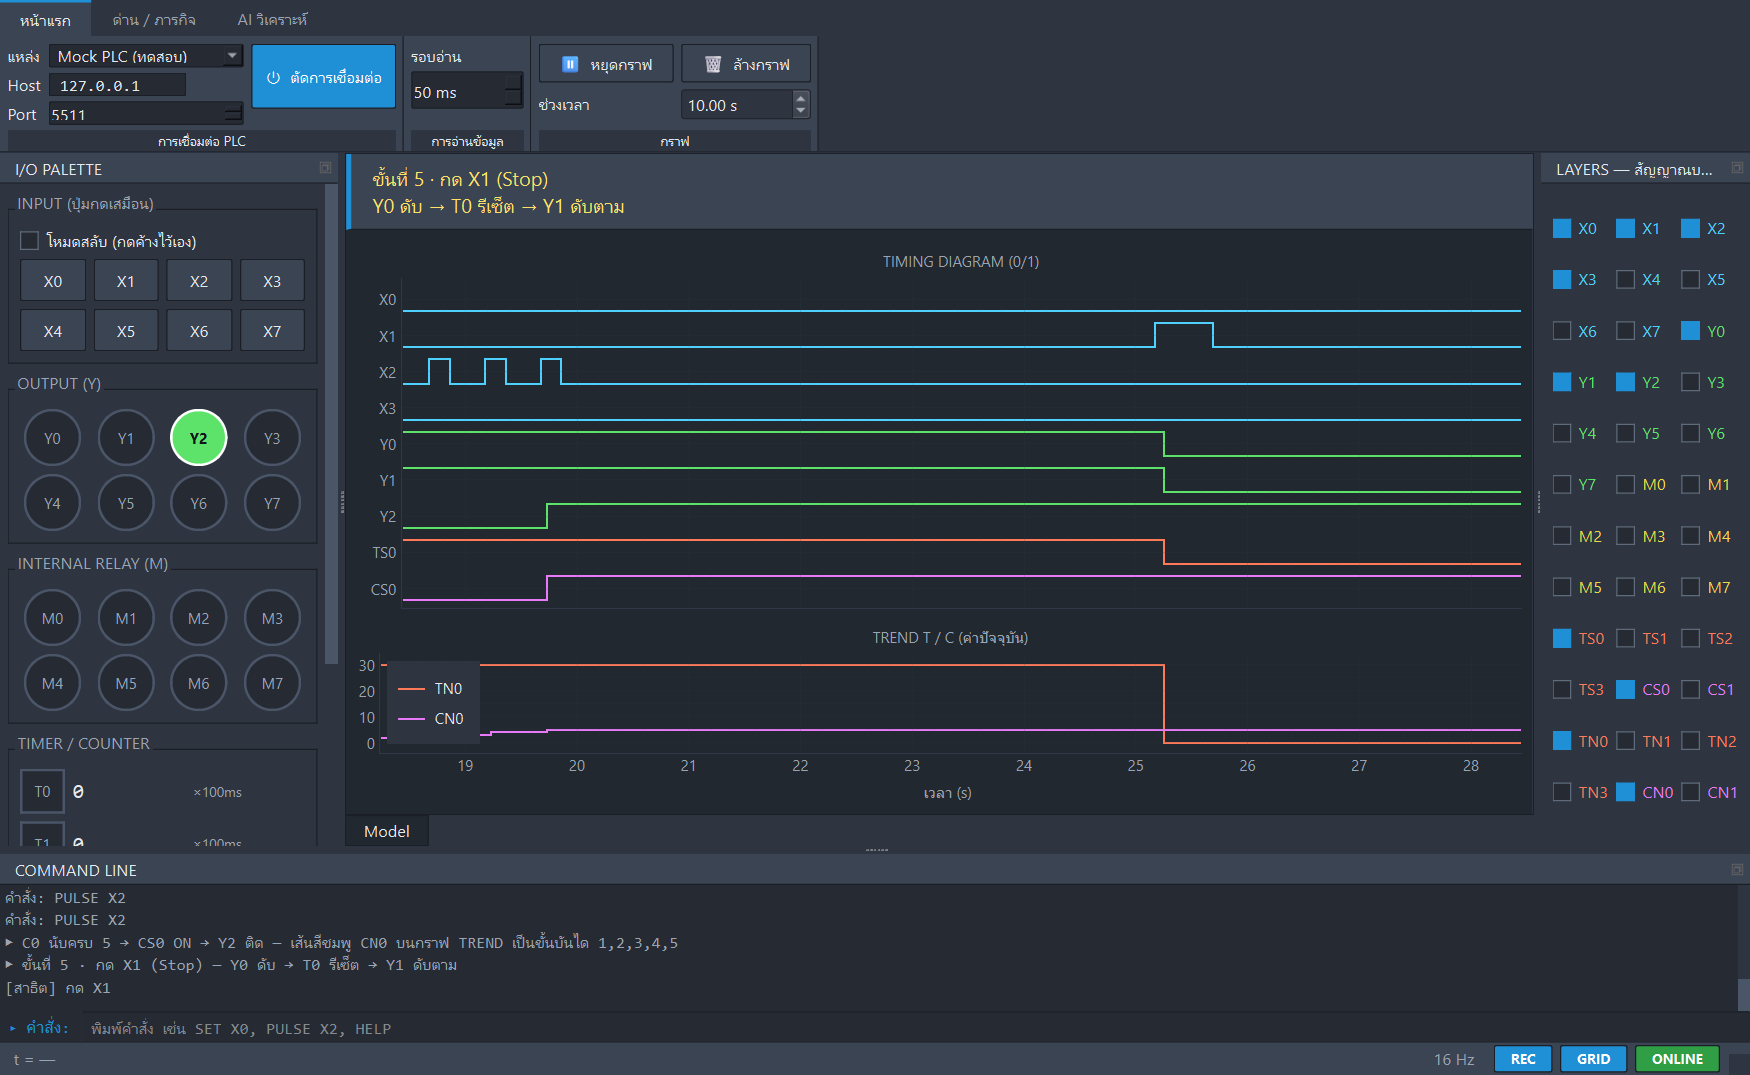 หน้าแรก
ด่าน / ภารกิจ
AI วิเคราะห์
แหล่ง
Mock PLC (ทดสอบ)
Host
127.0.0.1
Port
5511
ตัดการเชื่อมต่อ
การเชื่อมต่อ PLC
รอบอ่าน
50 ms
การอ่านข้อมูล
หยุดกราฟ
ล้างกราฟ
ช่วงเวลา
10.00 s
กราฟ
I/O PALETTE
INPUT (ปุ่มกดเสมือน)
โหมดสลับ (กดค้างไว้เอง)
X0 X1 X2 X3
X4 X5 X6 X7
OUTPUT (Y)
Y0 Y1 Y2 Y3
Y4 Y5 Y6 Y7
INTERNAL RELAY (M)
M0 M1 M2 M3
M4 M5 M6 M7
TIMER / COUNTER
T0 0 ×100ms
T1 0 ×100ms
ขั้นที่ 5 · กด X1 (Stop)
Y0 ดับ → T0 รีเซ็ต → Y1 ดับตาม
TIMING DIAGRAM (0/1)
X0
X1
X2
X3
Y0
Y1
Y2
TS0
CS0
TREND T / C (ค่าปัจจุบัน)
30
20
10
0
TN0
CN0
19 20 21 22 23 24 25 26 27 28
เวลา (s)
Model
LAYERS — สัญญาณบ...
X0 X1 X2
X3 X4 X5
X6 X7 Y0
Y1 Y2 Y3
Y4 Y5 Y6
Y7 M0 M1
M2 M3 M4
M5 M6 M7
TS0 TS1 TS2
TS3 CS0 CS1
TN0 TN1 TN2
TN3 CN0 CN1
COMMAND LINE
คำสั่ง: PULSE X2
คำสั่ง: PULSE X2
▸ C0 นับครบ 5 → CS0 ON → Y2 ติด — เส้นสีชมพู CN0 บนกราฟ TREND เป็นขั้นบันได 1,2,3,4,5
▸ ขั้นที่ 5 · กด X1 (Stop) — Y0 ดับ → T0 รีเซ็ต → Y1 ดับตาม
[สาธิต] กด X1
▸ คำสั่ง: พิมพ์คำสั่ง เช่น SET X0, PULSE X2, HELP
t = —
16 Hz
REC
GRID
ONLINE